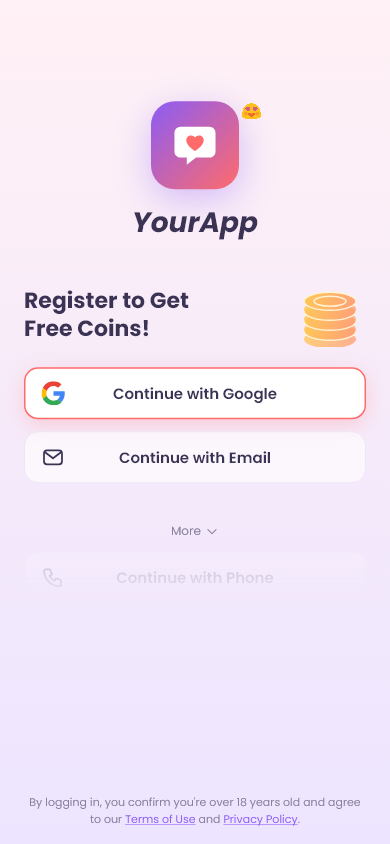 YourApp
Register to Get
Free Coins!
Continue with Google
Continue with Email
More
Continue with Phone
By logging in, you confirm you're over 18 years old and agree
to our Terms of Use and Privacy Policy.